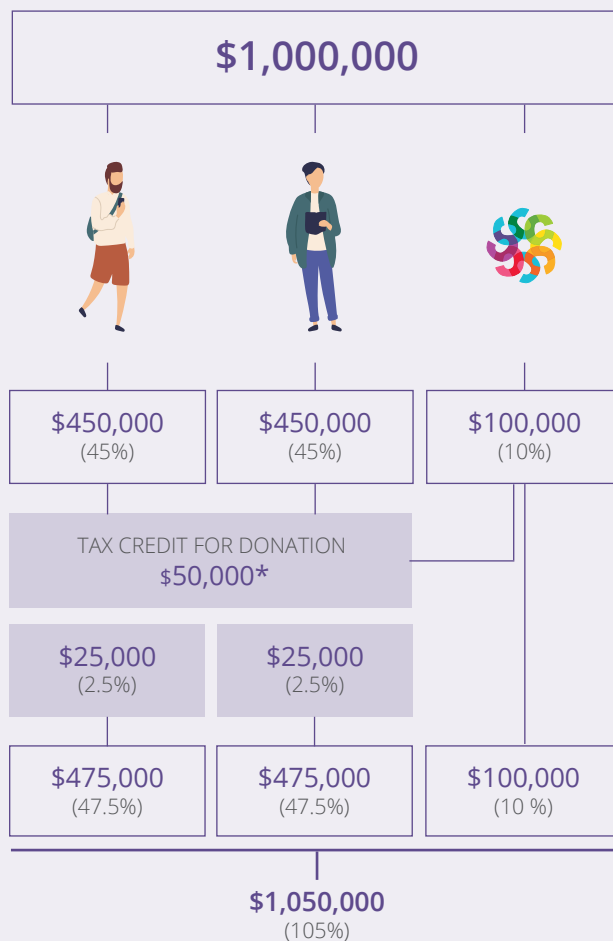 $1,000,000
$450,000 $450,000 $100,000
(45%) (45%) (10%)
TAX CREDIT FOR DONATION
$50,000*
$25,000 $25,000
(2.5%) (2.5%)
$475,000 $475,000 $100,000
(47.5%) (47.5%) (10 %)
$1,050,000
(105%)